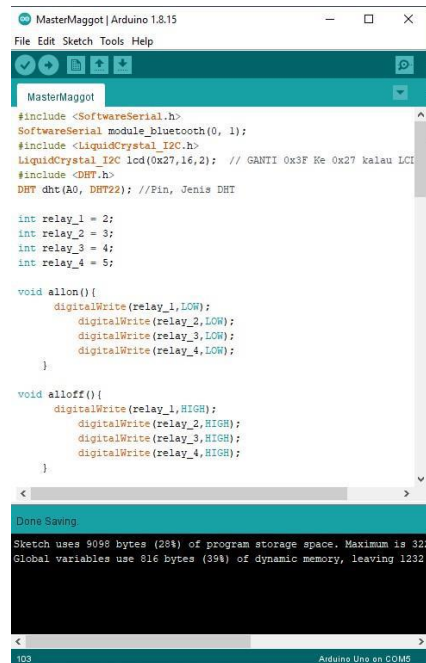 MasterMaggot | Arduino 1.8.15
File Edit Sketch Tools Help
MasterMaggot
#include <SoftwareSerial.h>
SoftwareSerial module_bluetooth(0, 1);
#include <LiquidCrystal_I2C.h>
LiquidCrystal_I2C lcd(0x27,16,2);  // GANTI 0x3F Ke 0x27 kalau LCD
#include <DHT.h>
DHT dht(A0, DHT22); //Pin, Jenis DHT
int relay_1 = 2;
int relay_2 = 3;
int relay_3 = 4;
int relay_4 = 5;
void allon(){
digitalWrite(relay_1,LOW);
digitalWrite(relay_2,LOW);
digitalWrite(relay_3,LOW);
digitalWrite(relay_4,LOW);
}
void alloff(){
digitalWrite(relay_1,HIGH);
digitalWrite(relay_2,HIGH);
digitalWrite(relay_3,HIGH);
digitalWrite(relay_4,HIGH);
}
Done Saving.
Sketch uses 9098 bytes (28%) of program storage space. Maximum is 322
Global variables use 816 bytes (39%) of dynamic memory, leaving 1232
103
Arduino Uno on COM5